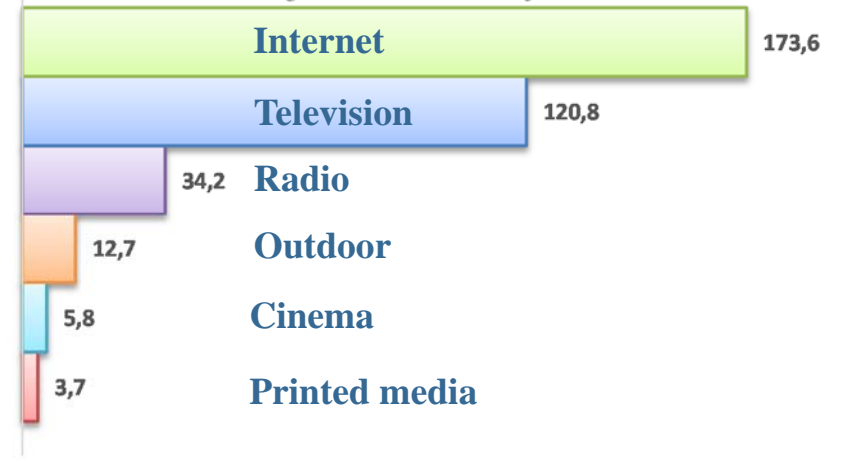 Internet 173,6
Television 120,8
34,2 Radio
12,7 Outdoor
5,8 Cinema
3,7 Printed media